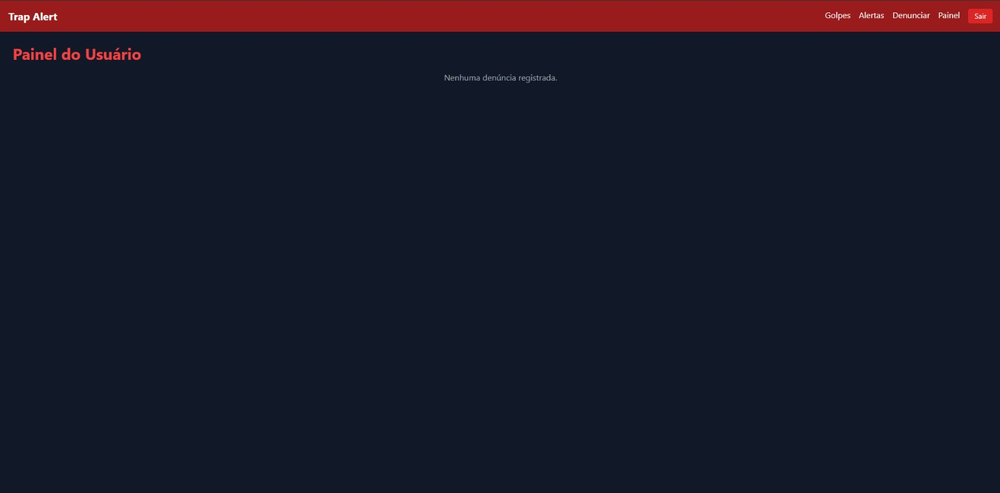 Trap Alert
Golpes Alertas Denunciar Painel Sair
Painel do Usuário
Nenhuma denúncia registrada.